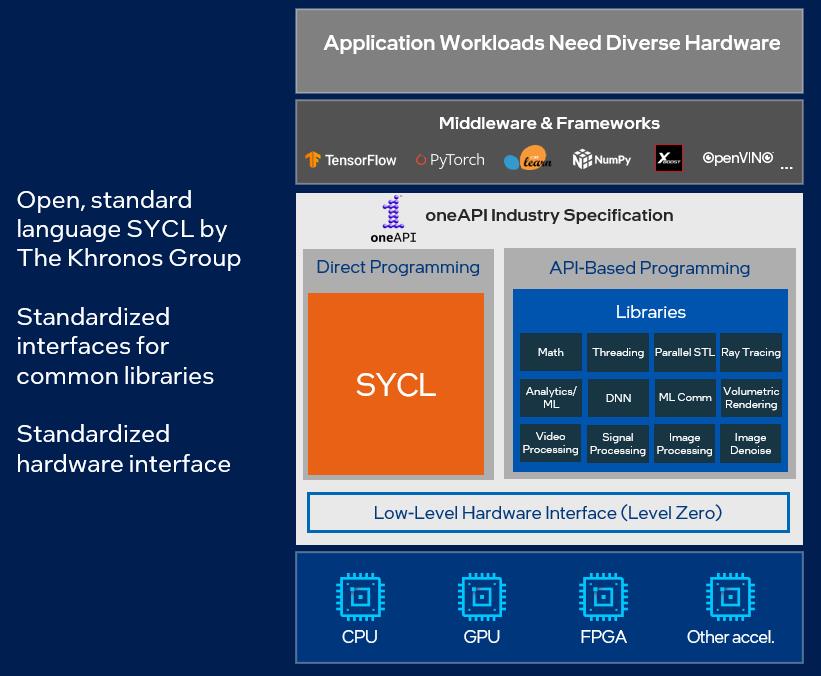 Application Workloads Need Diverse Hardware
Middleware & Frameworks
TensorFlow
PyTorch
learn
NumPy
XBOOST
OpenVINO
...
Open, standard
language SYCL by
The Khronos Group
Standardized
interfaces for
common libraries
Standardized
hardware interface
oneAPI
oneAPI Industry Specification
Direct Programming
SYCL
API-Based Programming
Libraries
Math
Threading
Parallel STL
Ray Tracing
Analytics/
ML
DNN
ML Comm
Volumetric
Rendering
Video
Processing
Signal
Processing
Image
Processing
Image
Denoise
Low-Level Hardware Interface (Level Zero)
CPU
GPU
FPGA
Other accel.